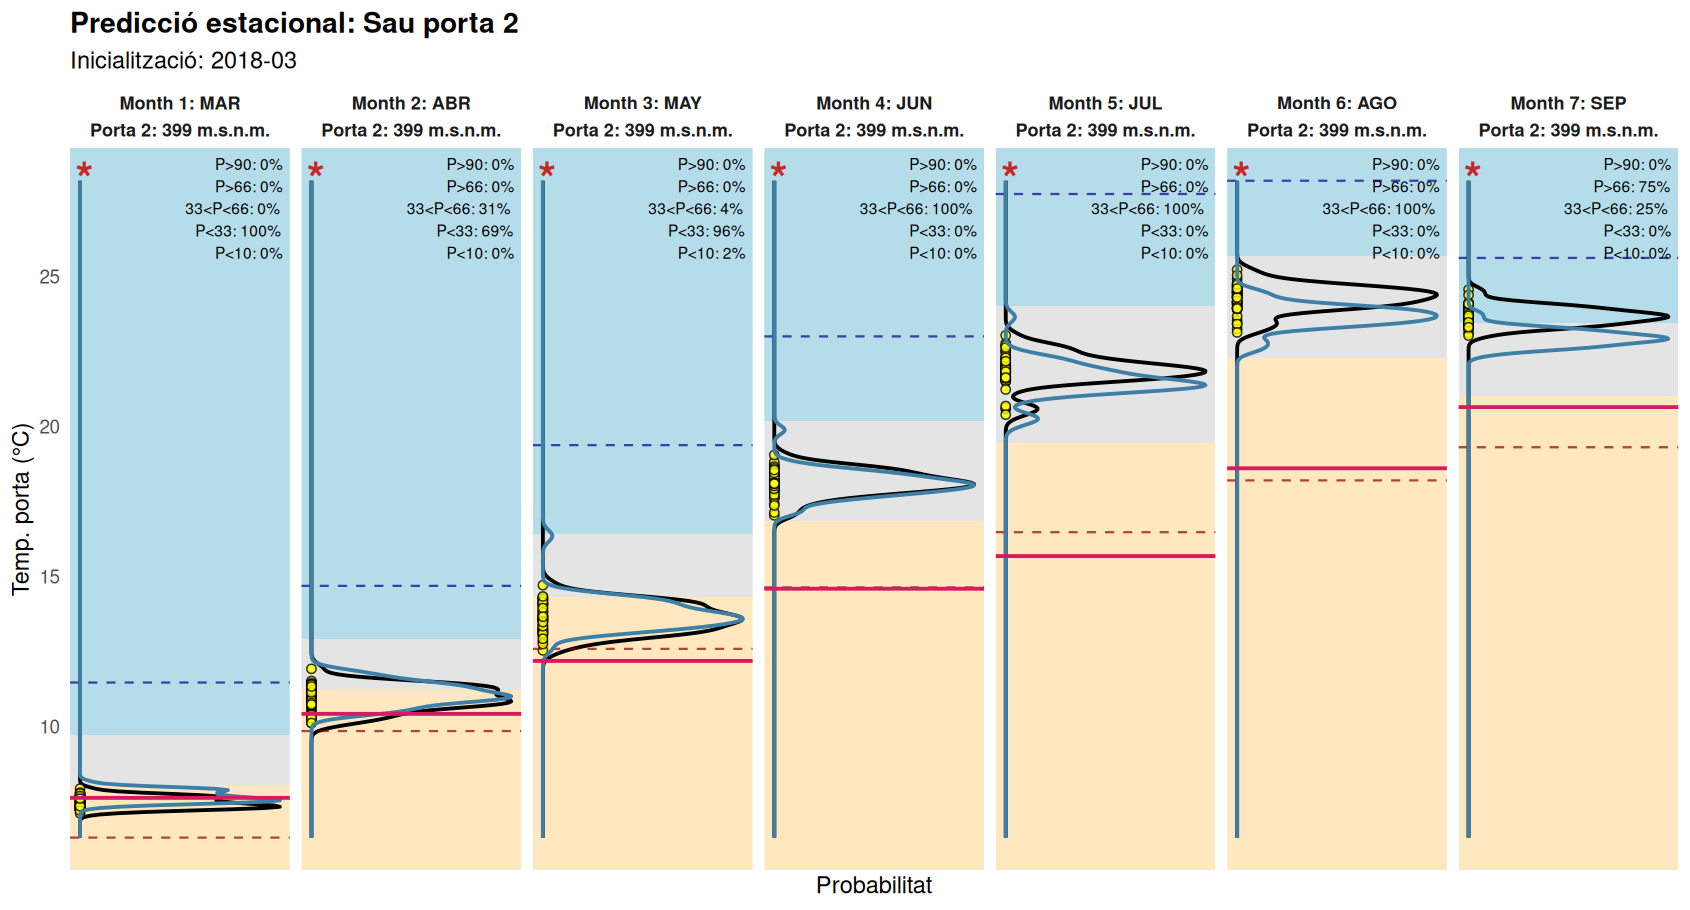 Predicció estacional: Sau porta 2
Inicialització: 2018-03
Month 1: MAR
Porta 2: 399 m.s.n.m.
Month 2: ABR
Porta 2: 399 m.s.n.m.
Month 3: MAY
Porta 2: 399 m.s.n.m.
Month 4: JUN
Porta 2: 399 m.s.n.m.
Month 5: JUL
Porta 2: 399 m.s.n.m.
Month 6: AGO
Porta 2: 399 m.s.n.m.
Month 7: SEP
Porta 2: 399 m.s.n.m.
*
P>90: 0%
P>66: 0%
33<P<66: 0%
P<33: 100%
P<10: 0%
*
P>90: 0%
P>66: 0%
33<P<66: 31%
P<33: 69%
P<10: 0%
*
P>90: 0%
P>66: 0%
33<P<66: 4%
P<33: 96%
P<10: 2%
*
P>90: 0%
P>66: 0%
33<P<66: 100%
P<33: 0%
P<10: 0%
*
P>90: 0%
P>66: 0%
33<P<66: 100%
P<33: 0%
P<10: 0%
*
P>90: 0%
P>66: 0%
33<P<66: 100%
P<33: 0%
P<10: 0%
*
P>90: 0%
P>66: 75%
33<P<66: 25%
P<33: 0%
P<10: 0%
25
20
15
10
Temp. porta (°C)
Probabilitat